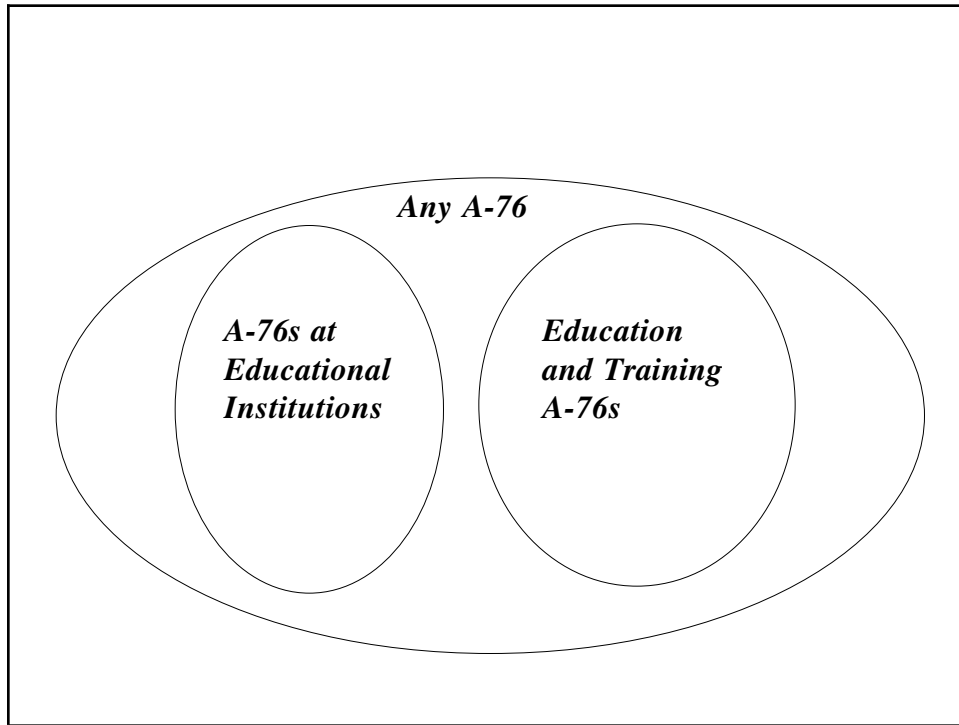 Any A-76
A-76s at
Educational
Institutions
Education
and Training
A-76s